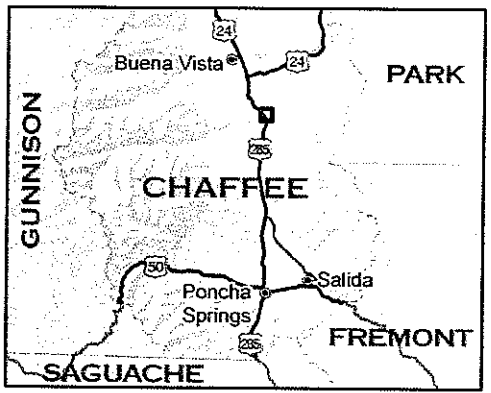 24
Buena Vista
24
PARK
GUNNISON
285
CHAFFEE
50
Salida
Poncha
Springs
285
FREMONT
SAGUACHE